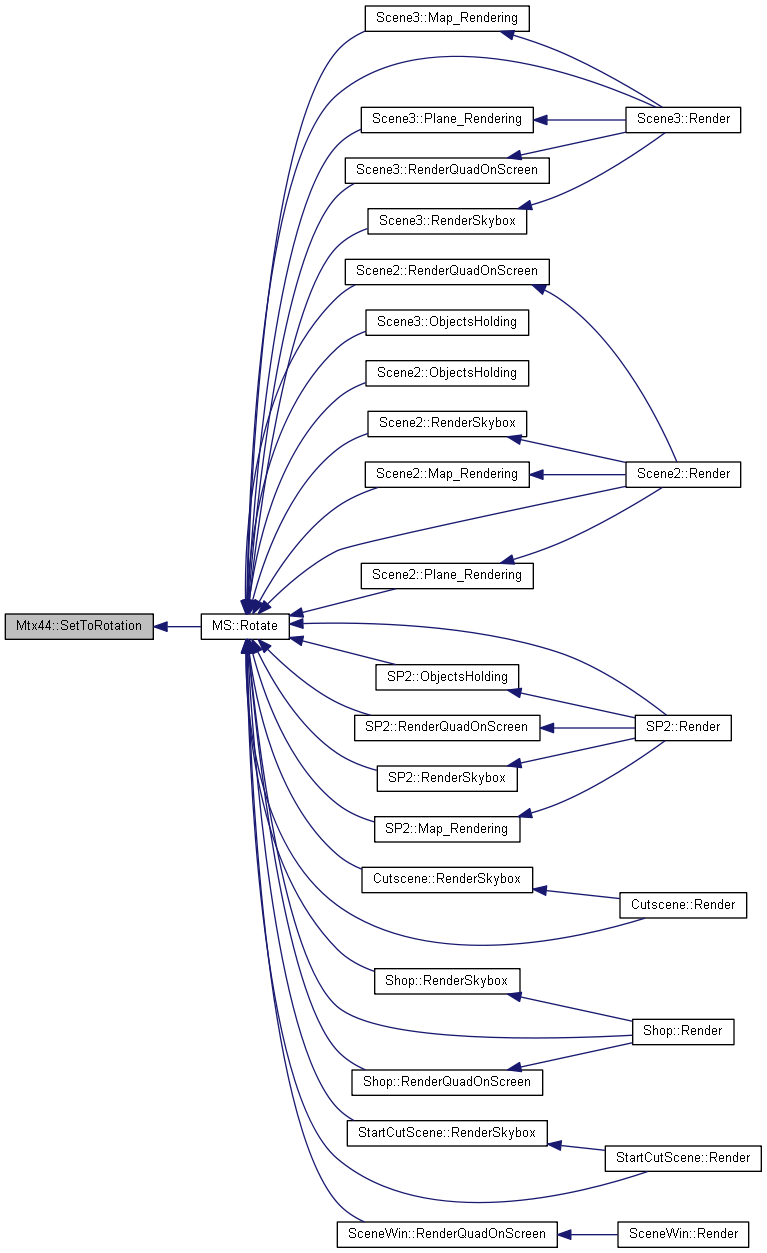 Scene3::Map_Rendering
Scene3::Render
Scene3::Plane_Rendering
Scene3::RenderQuadOnScreen
Scene3::RenderSkybox
Scene2::RenderQuadOnScreen
Scene3::ObjectsHolding
Scene2::ObjectsHolding
Scene2::RenderSkybox
Scene2::Map_Rendering
Scene2::Render
Scene2::Plane_Rendering
Mtx44::SetToRotation
MS::Rotate
SP2::ObjectsHolding
SP2::RenderQuadOnScreen
SP2::Render
SP2::RenderSkybox
SP2::Map_Rendering
Cutscene::RenderSkybox
Cutscene::Render
Shop::RenderSkybox
Shop::Render
Shop::RenderQuadOnScreen
StartCutScene::RenderSkybox
StartCutScene::Render
SceneWin::RenderQuadOnScreen
SceneWin::Render